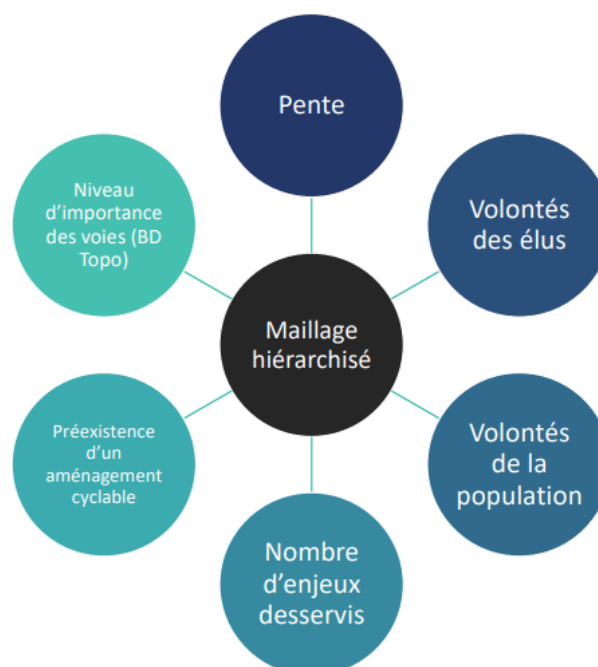 Pente
Niveau
d'importance
des voies (BD
Topo)
Volontés
des élus
Maillage
hiérarchisé
Préexistence
d'un
aménagement
cyclable
Volontés
de la
population
Nombre
d'enjeux
desservis